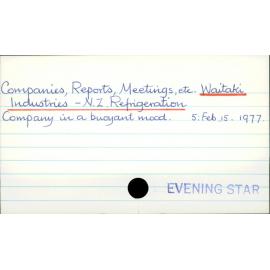 Companies, Reports, Meetings, etc. Waitaki
Industries - N.Z. Refrigeration
Company in a buoyant mood. 5. Feb. 15. 1977.
EVENING STAR